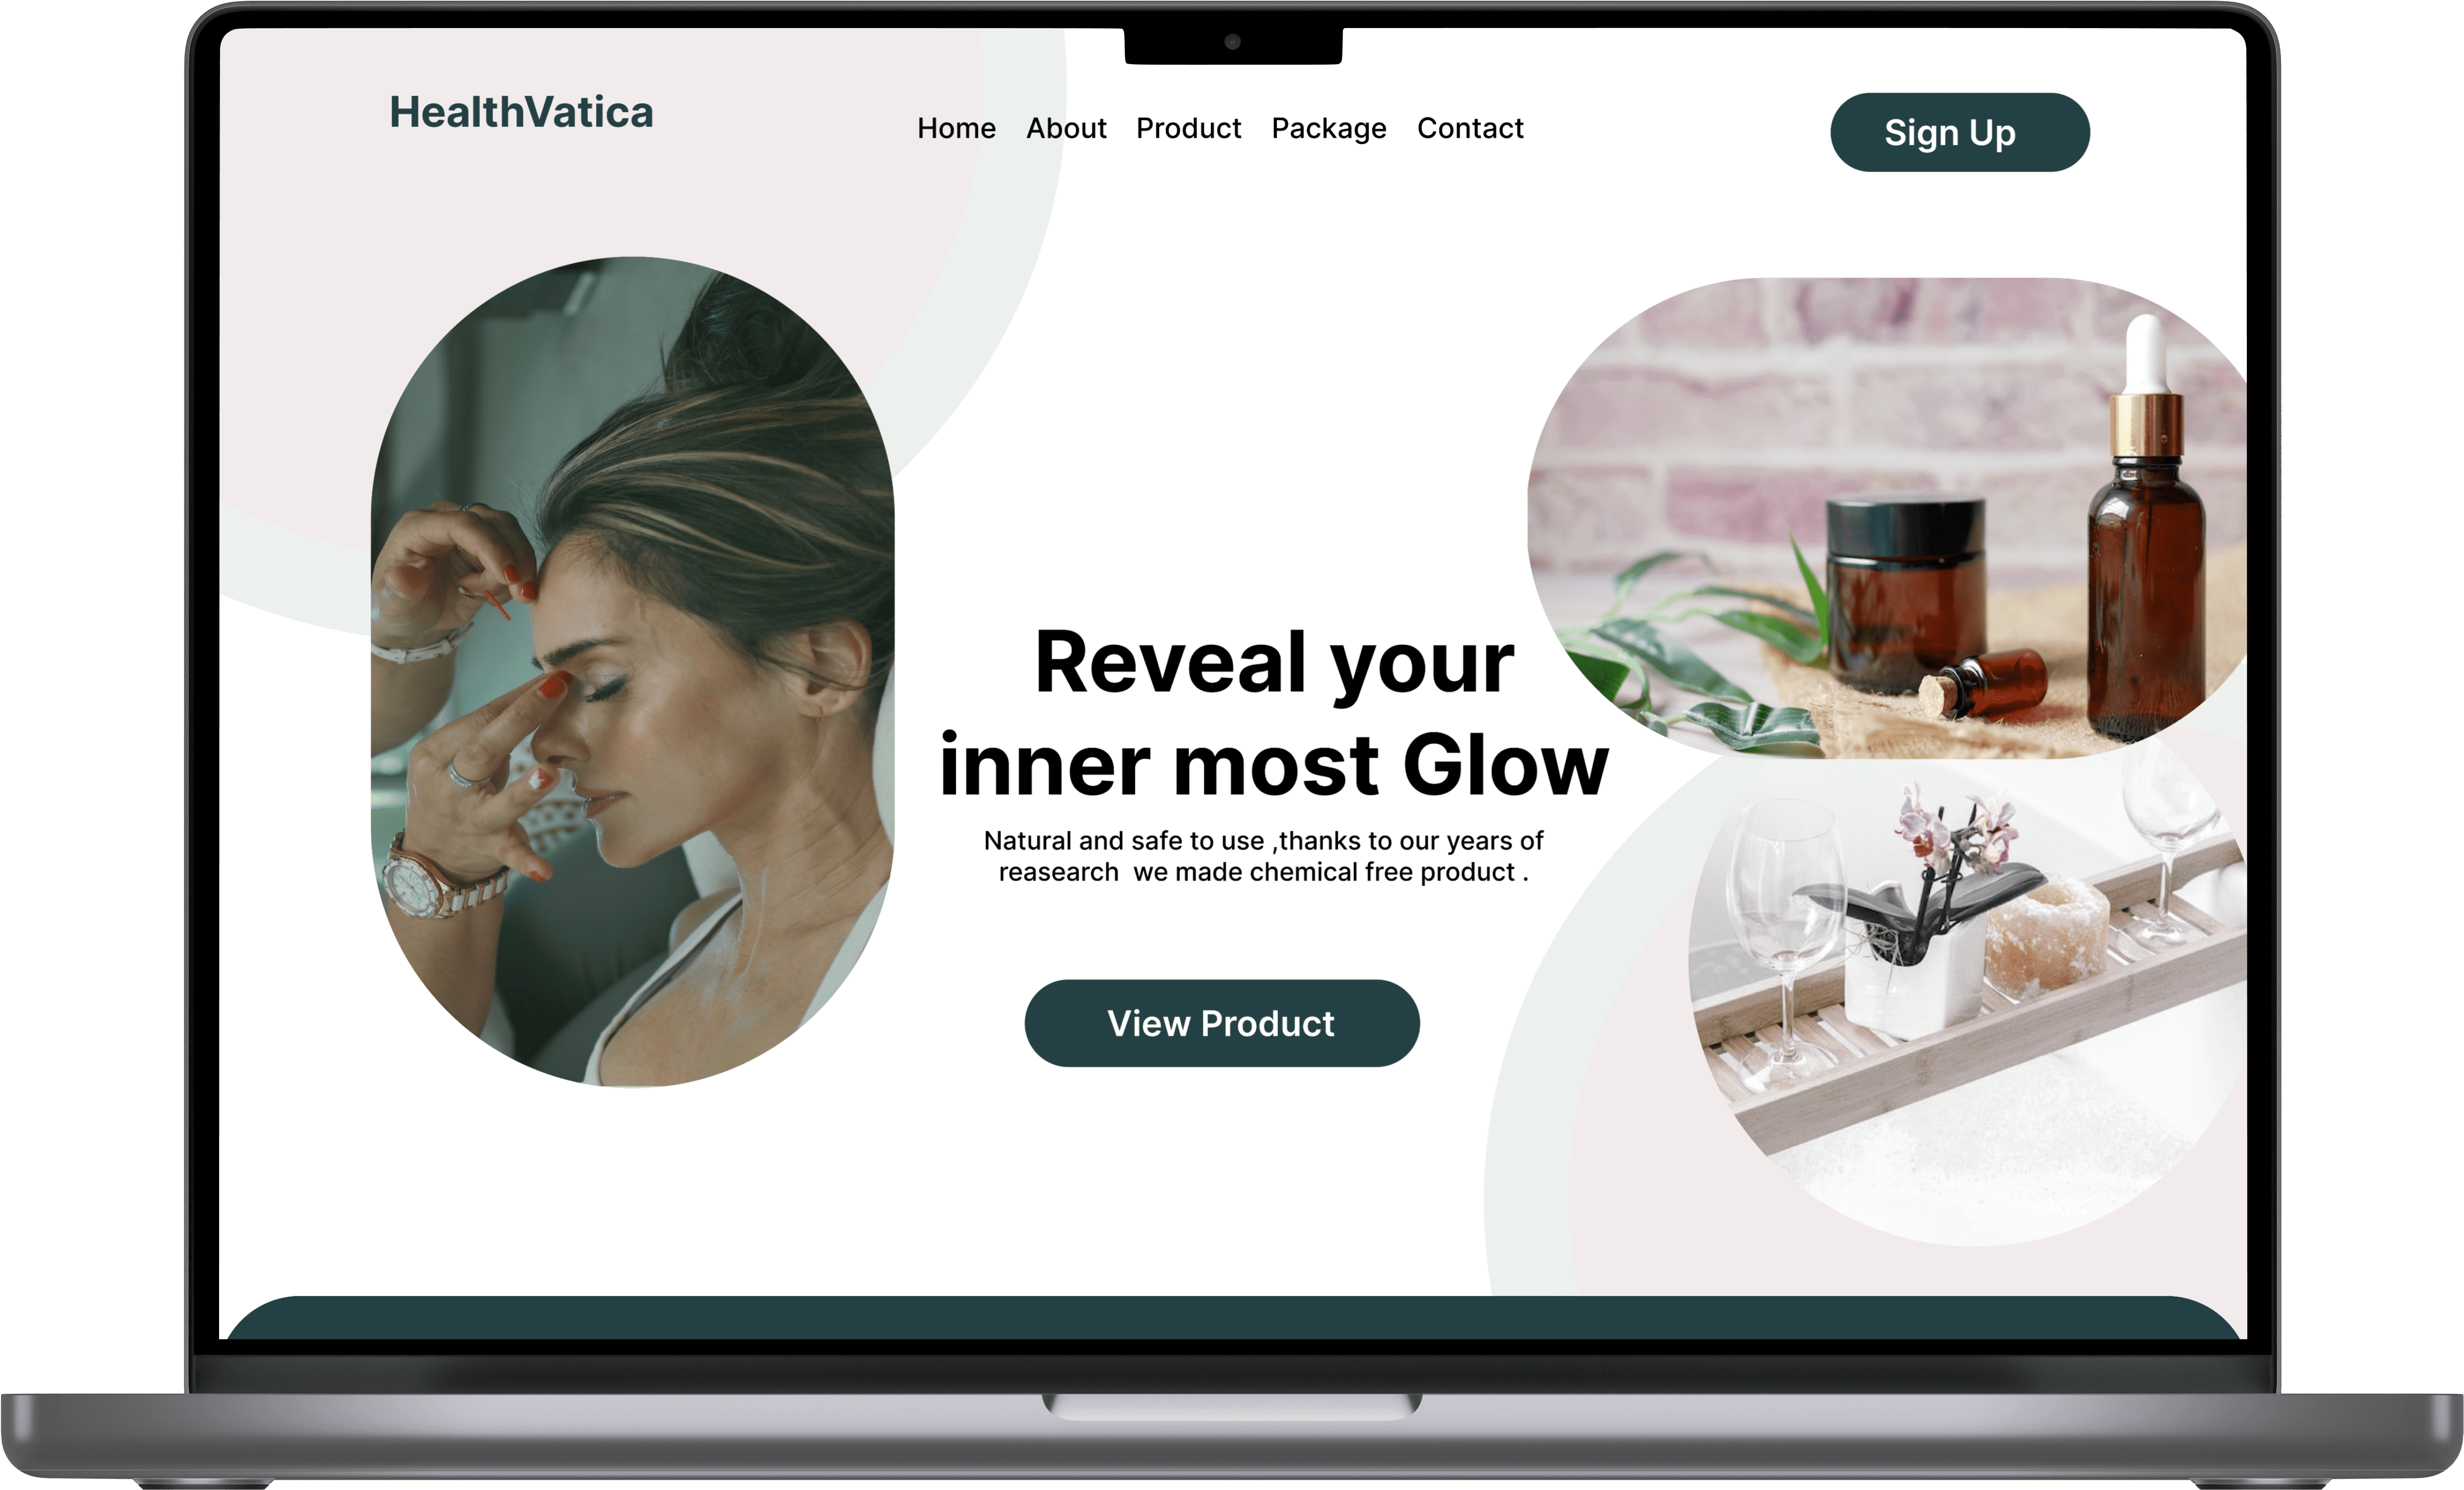 HealthVatica
Home About Product Package Contact
Sign Up
Reveal your
inner most Glow
Natural and safe to use ,thanks to our years of
reasearch  we made chemical free product .
View Product